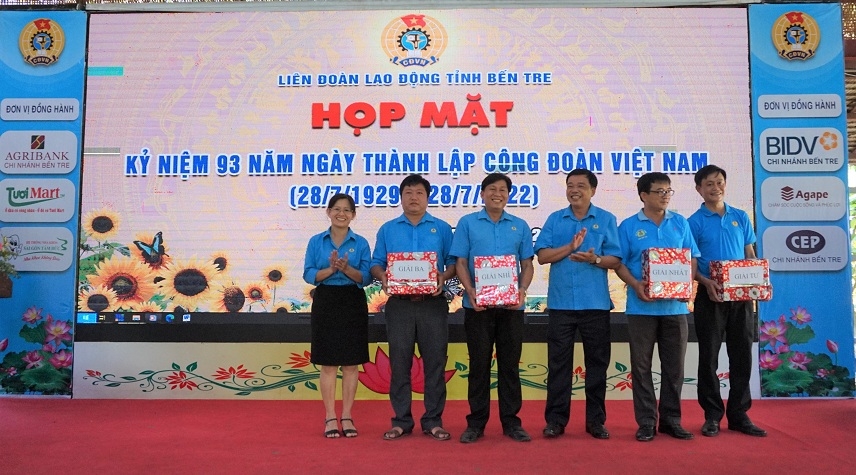 CĐVN
ĐƠN VỊ ĐỒNG HÀNH
AGRIBANK
CHI NHÁNH BẾN TRE
TươiMart
CĐVN
LIÊN ĐOÀN LAO ĐỘNG TỈNH BẾN TRE
HỌP MẶT
KỶ NIỆM 93 NĂM NGÀY THÀNH LẬP CÔNG ĐOÀN VIỆT NAM
(28/7/1929 28/7/ 22)
GIẢI BA
GIẢI NHÌ
GIẢI NHẤT
GIẢI TƯ
CĐVN
ĐƠN VỊ ĐỒNG HÀNH
BIDV
CHI NHÁNH BẾN TRE
Agape
CEP
CHI NHÁNH BẾN TRE